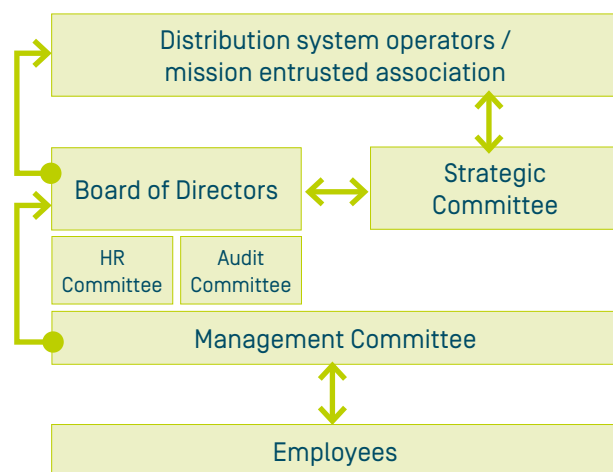 Distribution system operators /
mission entrusted association
Board of Directors
Strategic
Committee
HR
Committee
Audit
Committee
Management Committee
Employees